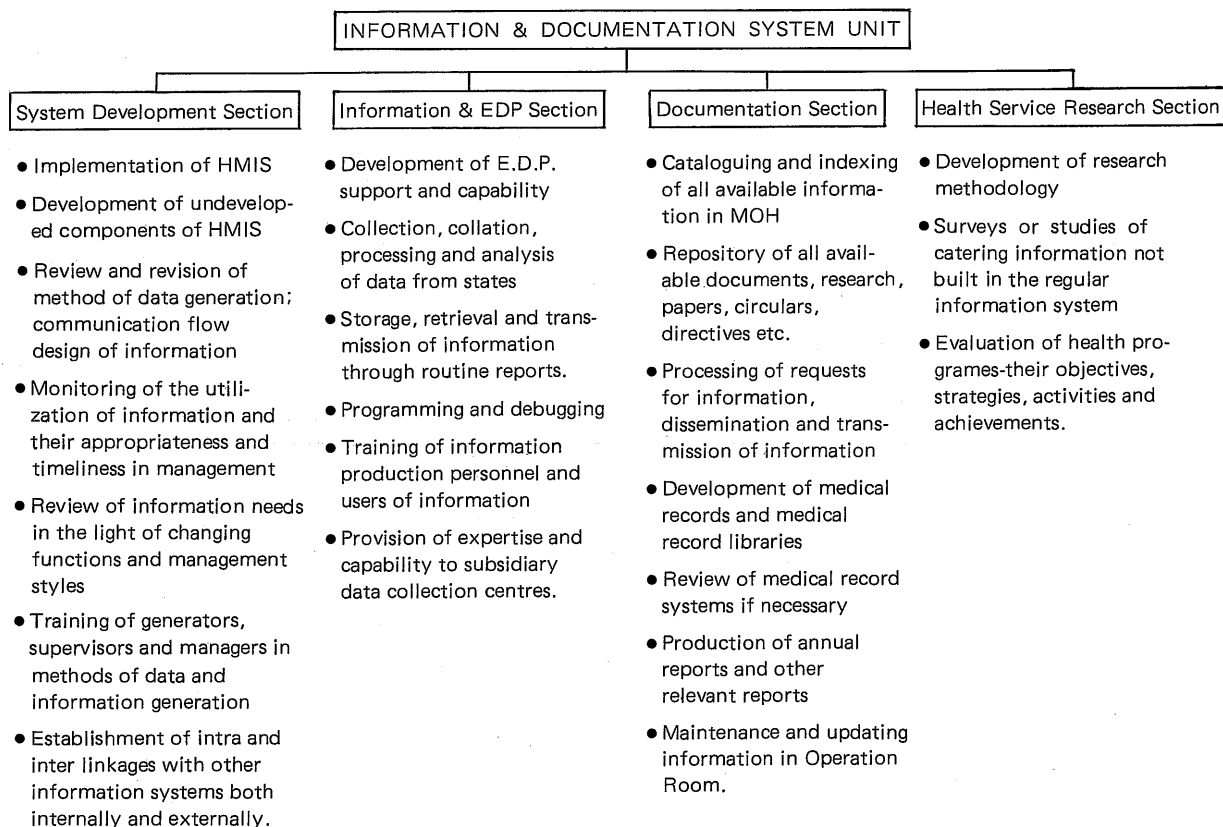 INFORMATION & DOCUMENTATION SYSTEM UNIT
System Development Section
● Implementation of HMIS
● Development of undevelop-
ed components of HMIS
● Review and revision of
method of data generation;
communication flow
design of information
● Monitoring of the utili-
zation of information and
their appropriateness and
timeliness in management
● Review of information needs
in the light of changing
functions and management
styles
● Training of generators,
supervisors and managers in
methods of data and
information generation
● Establishment of intra and
inter linkages with other
information systems both
internally and externally.
Information & EDP Section
● Development of E.D.P.
support and capability
● Collection, collation,
processing and analysis
of data from states
● Storage, retrieval and trans-
mission of information
through routine reports.
● Programming and debugging
● Training of information
production personnel and
users of information
● Provision of expertise and
capability to subsidiary
data collection centres.
Documentation Section
● Cataloguing and indexing
of all available informa-
tion in MOH
● Repository of all avail-
able documents, research,
papers, circulars,
directives etc.
● Processing of requests
for information,
dissemination and trans-
mission of information
● Development of medical
records and medical
record libraries
● Review of medical record
systems if necessary
● Production of annual
reports and other
relevant reports
● Maintenance and updating
information in Operation
Room.
Health Service Research Section
● Development of research
methodology
● Surveys or studies of
catering information not
built in the regular
information system
● Evaluation of health pro-
grames-their objectives,
strategies, activities and
achievements.